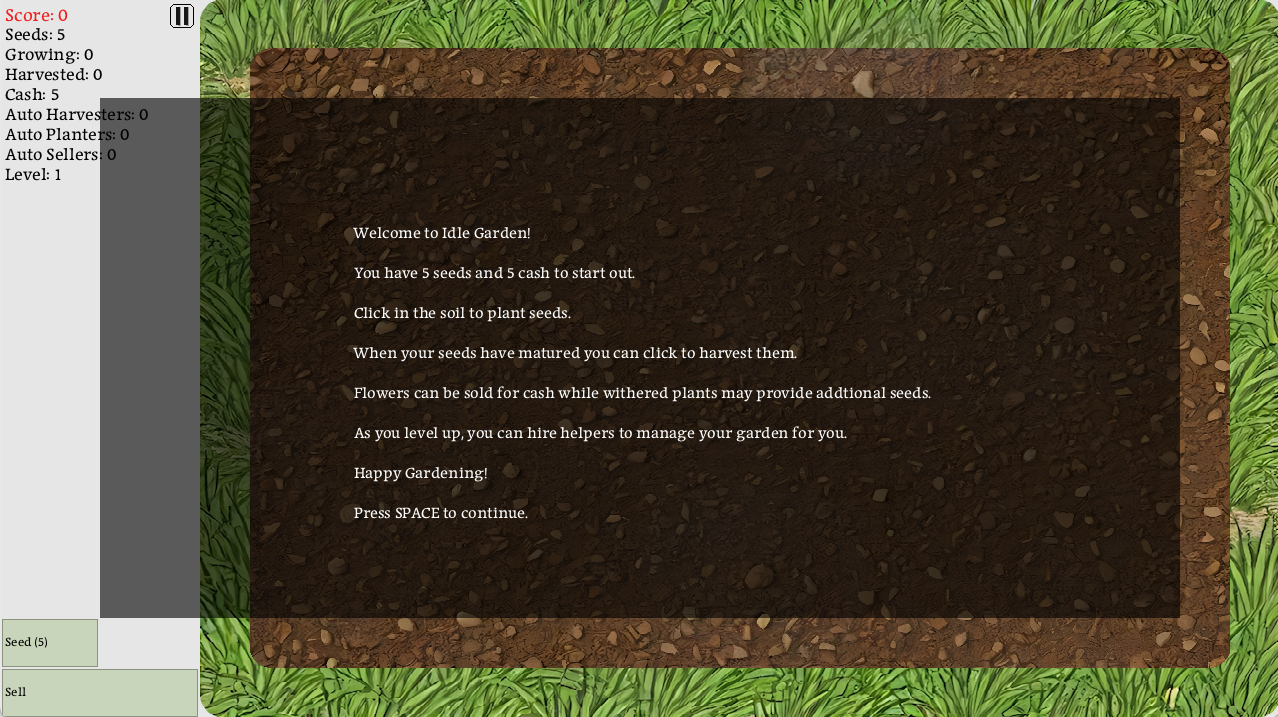 Score: 0
Seeds: 5
Growing: 0
Harvested: 0
Cash: 5
Auto Harvesters: 0
Auto Planters: 0
Auto Sellers: 0
Level: 1
Welcome to Idle Garden!
You have 5 seeds and 5 cash to start out.
Click in the soil to plant seeds.
When your seeds have matured you can click to harvest them.
Flowers can be sold for cash while withered plants may provide addtional seeds.
As you level up, you can hire helpers to manage your garden for you.
Happy Gardening!
Press SPACE to continue.
Seed (5)
Sell